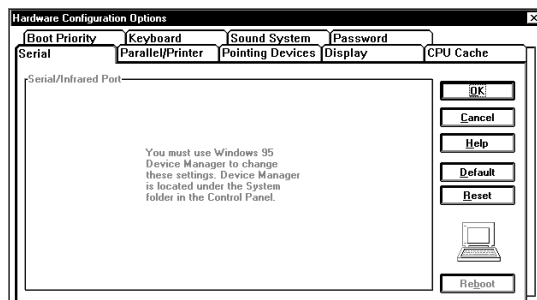 Hardware Configuration Options
Boot Priority Keyboard Sound System Password
Serial Parallel/Printer Pointing Devices Display CPU Cache
Serial/Infrared Port
You must use Windows 95
Device Manager to change
these settings. Device Manager
is located under the System
folder in the Control Panel.
OK
Cancel
Help
Default
Reset
Reboot